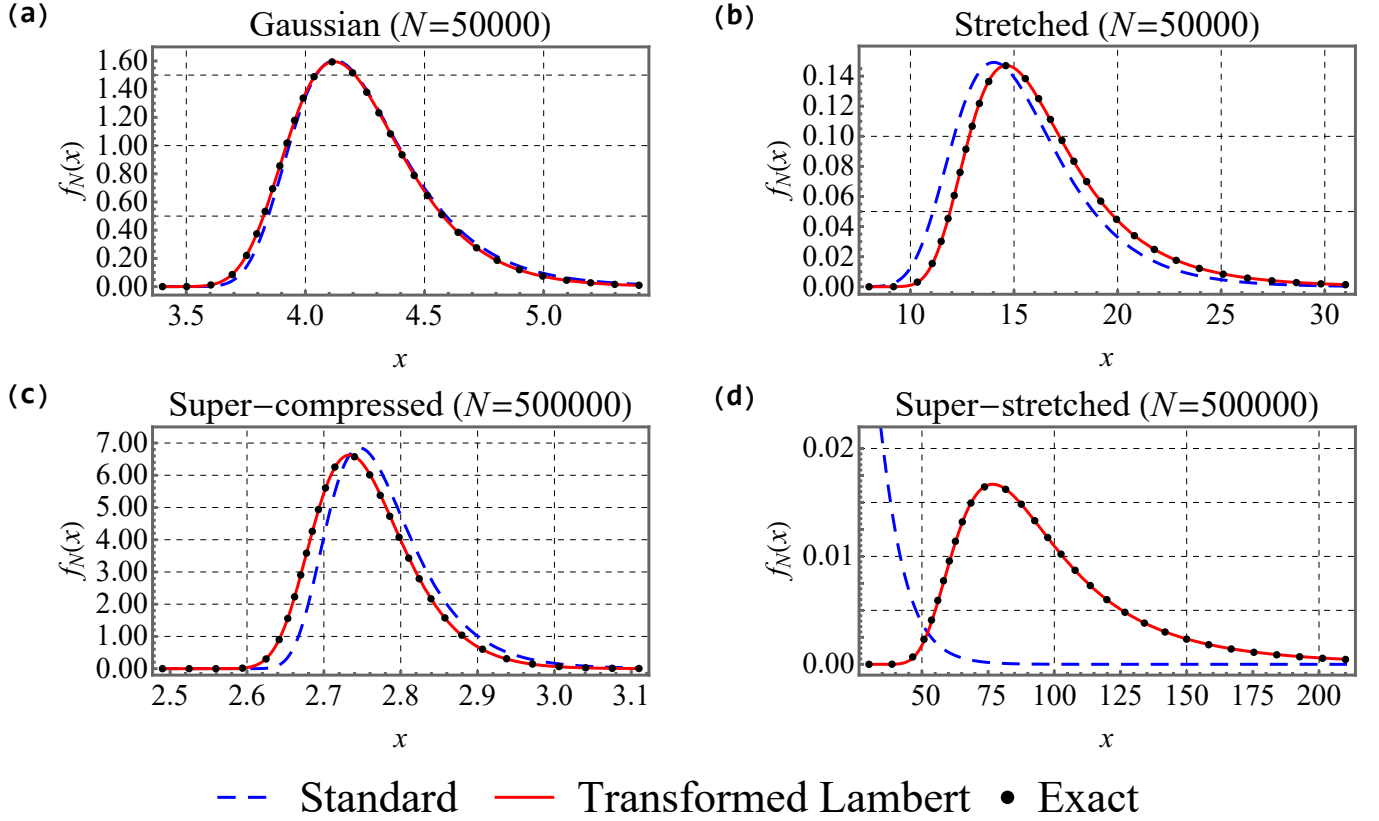 (a)
Gaussian (N=50000)
1.60
1.40
1.20
1.00
0.80
0.60
0.40
0.20
0.00
f_N(x)
3.5 4.0 4.5 5.0
x
(b)
Stretched (N=50000)
0.14
0.12
0.10
0.08
0.06
0.04
0.02
0.00
f_N(x)
10 15 20 25 30
x
(c)
Super-compressed (N=500000)
7.00
6.00
5.00
4.00
3.00
2.00
1.00
0.00
f_N(x)
2.5 2.6 2.7 2.8 2.9 3.0 3.1
x
(d)
Super-stretched (N=500000)
0.02
0.01
0.00
f_N(x)
50 75 100 125 150 175 200
x
Standard Transformed Lambert Exact